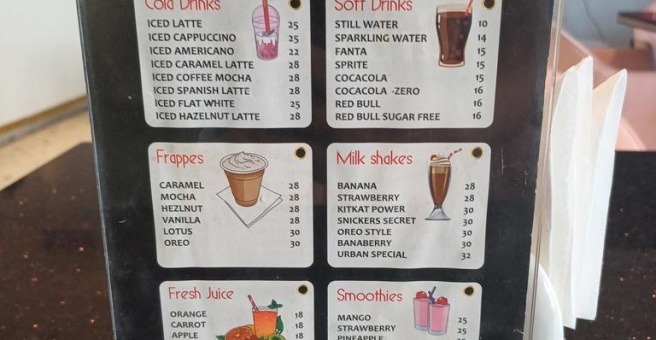 Cold Drinks
ICED LATTE 25
ICED CAPPUCCINO 25
ICED AMERICANO 22
ICED CARAMEL LATTE 28
ICED COFFEE MOCHA 28
ICED SPANISH LATTE 28
ICED FLAT WHITE 25
ICED HAZELNUT LATTE 28
Soft Drinks
STILL WATER 10
SPARKLING WATER 14
FANTA 15
SPRITE 15
COCACOLA 15
COCACOLA -ZERO 16
RED BULL 16
RED BULL SUGAR FREE 16
Frappes
CARAMEL 28
MOCHA 28
HEZLNUT 28
VANILLA 28
LOTUS 30
OREO 30
Milk shakes
BANANA 28
STRAWBERRY 28
KITKAT POWER 30
SNICKERS SECRET 30
OREO STYLE 30
BANABERRY 30
URBAN SPECIAL 32
Fresh Juice
ORANGE 18
CARROT 18
APPLE 18
Smoothies
MANGO 25
STRAWBERRY 25
PINEAPPLE 25